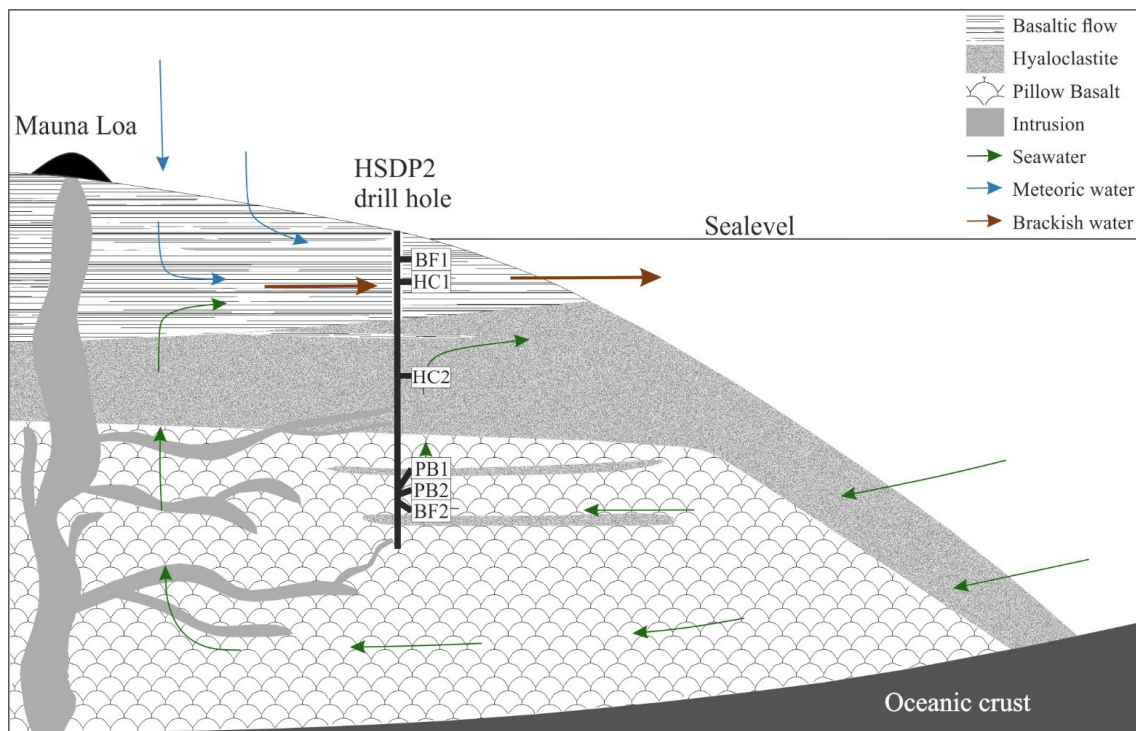 Basaltic flow
Hyaloclastite
Pillow Basalt
Intrusion
Seawater
Meteoric water
Brackish water
Mauna Loa
HSDP2
drill hole
Sealevel
BF1
HC1
HC2
PB1
PB2
BF2
Oceanic crust